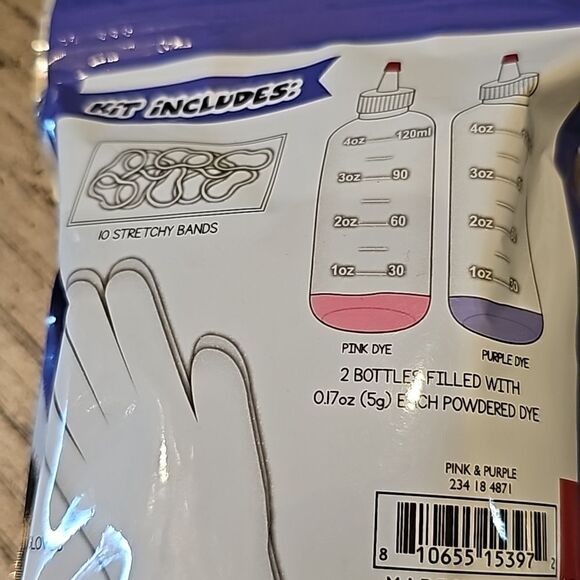 KIT INCLUDES:
10 STRETCHY BANDS
4oz 120ml
3oz 90
2oz 60
1oz 30
4oz
3oz
2oz
1oz
PINK DYE
PURPLE DYE
2 BOTTLES FILLED WITH
0.17oz (5g) EACH POWDERED DYE
PINK & PURPLE
234 18 4871
8 10655 15397 2